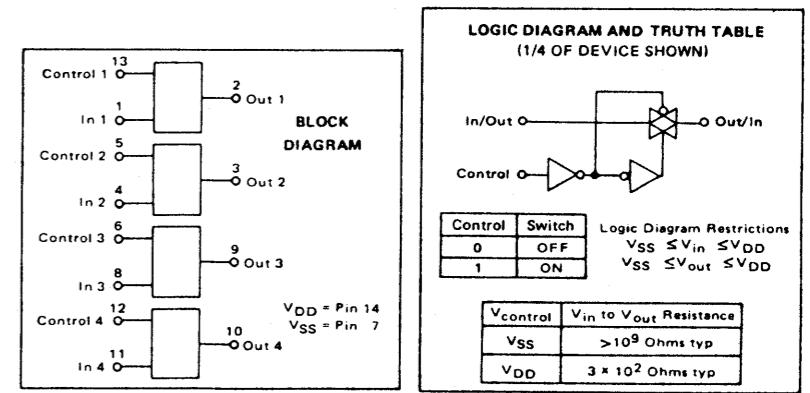 13
Control 1
2
Out 1
1
In 1
BLOCK
DIAGRAM
5
Control 2
3
Out 2
4
In 2
6
Control 3
9
Out 3
8
In 3
VDD = Pin 14
VSS = Pin 7
12
Control 4
10
Out 4
11
In 4
LOGIC DIAGRAM AND TRUTH TABLE
(1/4 OF DEVICE SHOWN)
In/Out
Out/In
Control
Control Switch
0 OFF
1 ON
Logic Diagram Restrictions
VSS ≤ Vin ≤ VDD
VSS ≤ Vout ≤ VDD
Vcontrol Vin to Vout Resistance
VSS >10⁹ Ohms typ
VDD 3 × 10² Ohms typ